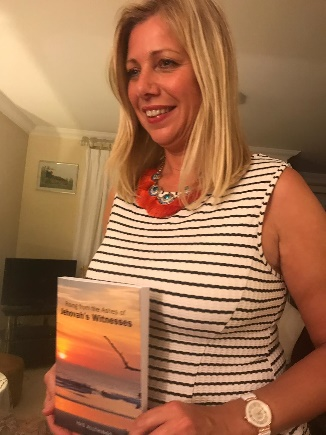 Rising from the Ashes of
Jehovah's Witnesses